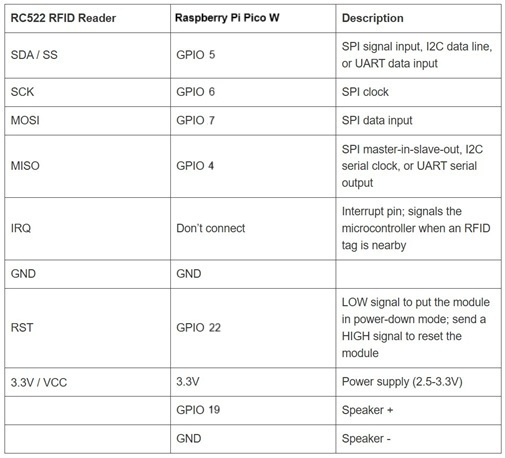 RC522 RFID Reader Raspberry Pi Pico W Description
SDA / SS GPIO 5 SPI signal input, I2C data line,
or UART data input
SCK GPIO 6 SPI clock
MOSI GPIO 7 SPI data input
MISO GPIO 4 SPI master-in-slave-out, I2C
serial clock, or UART serial
output
IRQ Don't connect Interrupt pin; signals the
microcontroller when an RFID
tag is nearby
GND GND
RST GPIO 22 LOW signal to put the module
in power-down mode; send a
HIGH signal to reset the
module
3.3V / VCC 3.3V Power supply (2.5-3.3V)
GPIO 19 Speaker +
GND Speaker -